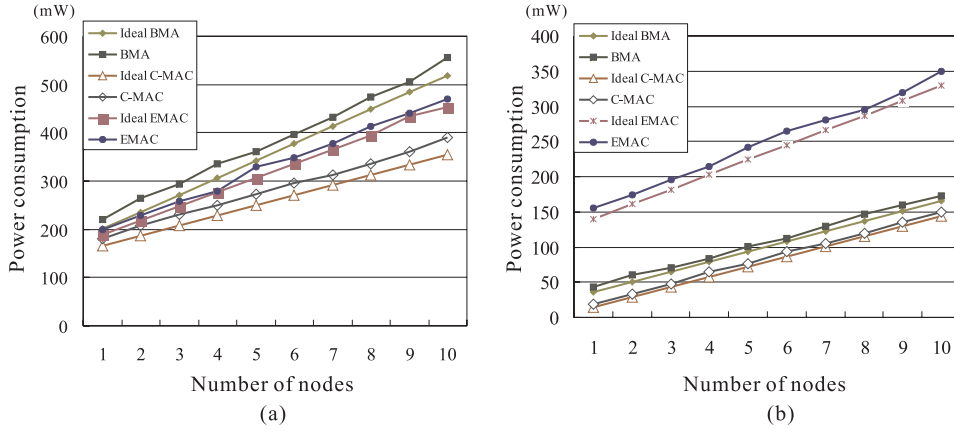 (mW)
600
500
400
300
200
100
0
Power consumption
Ideal BMA
BMA
Ideal C-MAC
C-MAC
Ideal EMAC
EMAC
1 2 3 4 5 6 7 8 9 10
Number of nodes
(a)
(mW)
400
350
300
250
200
150
100
50
0
Power consumption
Ideal BMA
BMA
Ideal C-MAC
C-MAC
Ideal EMAC
EMAC
1 2 3 4 5 6 7 8 9 10
Number of nodes
(b)